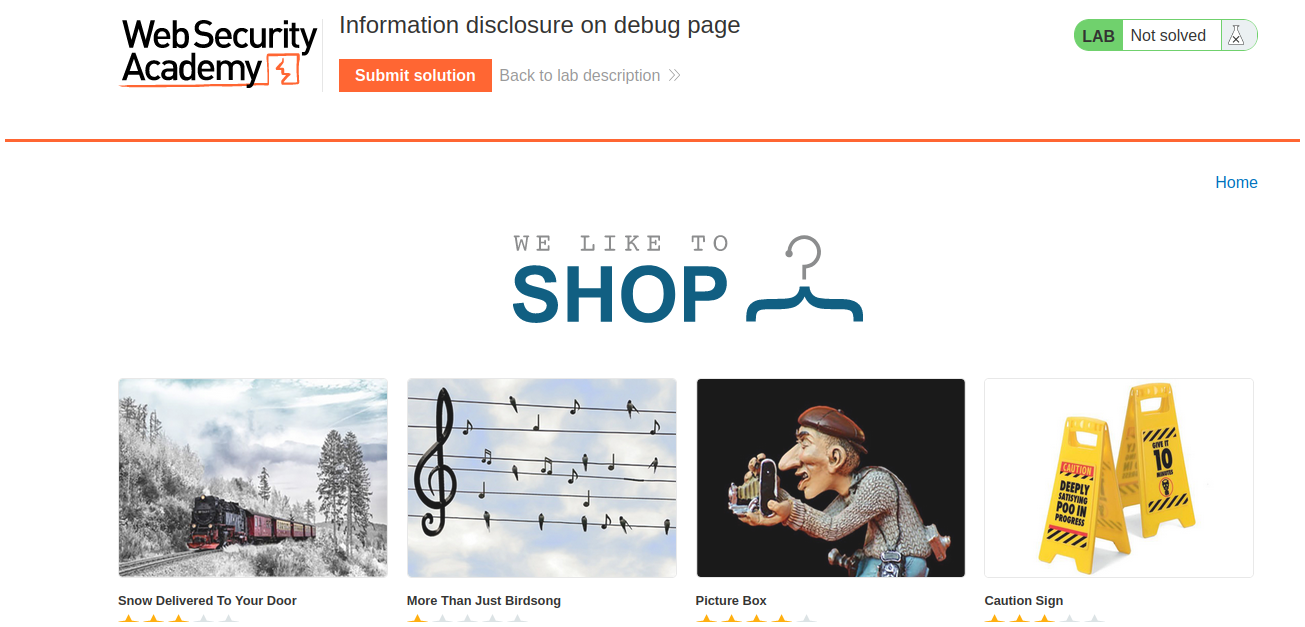 Web Security
Academy
Information disclosure on debug page
Submit solution
Back to lab description
LAB
Not solved
Home
WE LIKE TO
SHOP
CAUTION
DEEPLY
SATISFYING
POO IN
PROGRESS
GIVE IT
10
MINUTES
Snow Delivered To Your Door
More Than Just Birdsong
Picture Box
Caution Sign